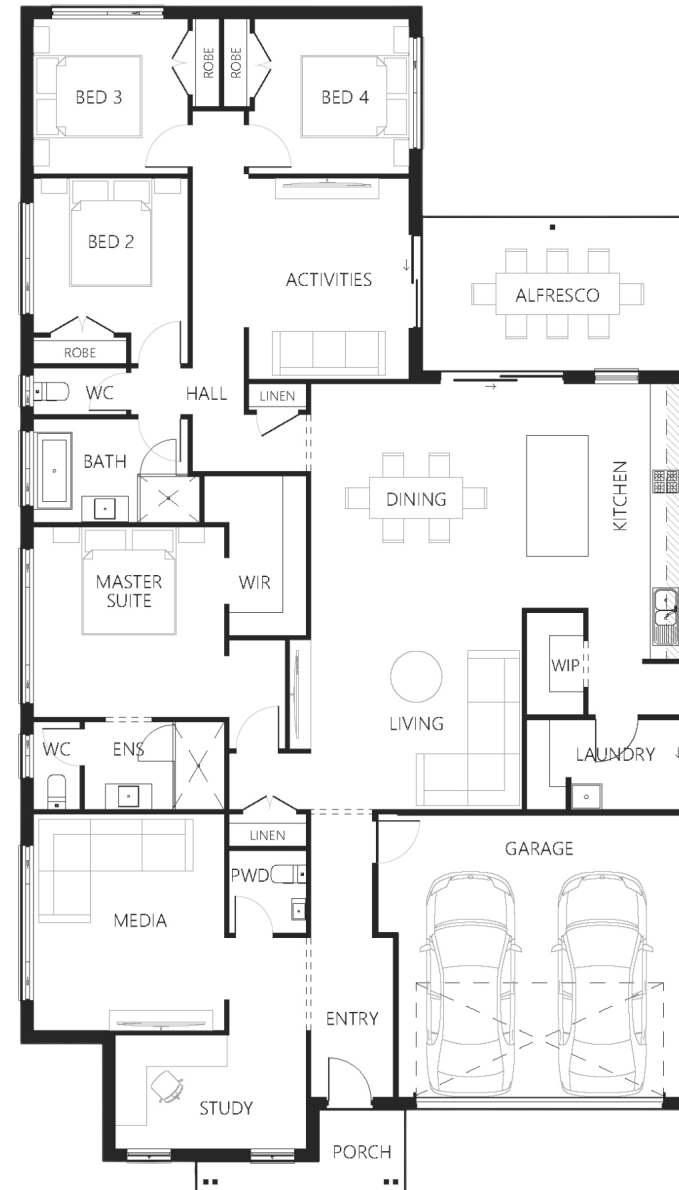 BED 3
ROBE
ROBE
BED 4
BED 2
ACTIVITIES
ALFRESCO
ROBE
WC
HALL
LINEN
BATH
DINING
KITCHEN
MASTER
SUITE
WIR
WIP
LIVING
WC
ENS
LAUNDRY
LINEN
GARAGE
PWD
MEDIA
ENTRY
STUDY
PORCH